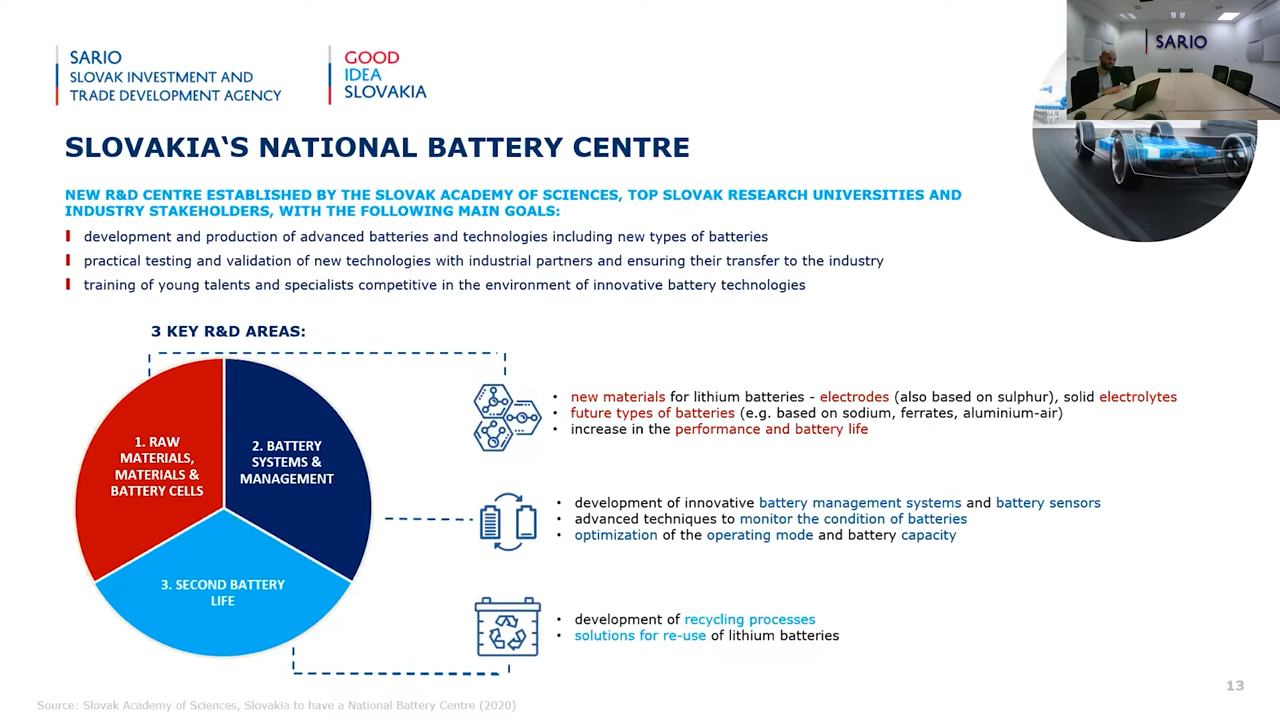 SARIO
SLOVAK INVESTMENT AND
TRADE DEVELOPMENT AGENCY
GOOD
IDEA
SLOVAKIA
SARIO
SLOVAKIA‘S NATIONAL BATTERY CENTRE
NEW R&D CENTRE ESTABLISHED BY THE SLOVAK ACADEMY OF SCIENCES, TOP SLOVAK RESEARCH UNIVERSITIES AND
INDUSTRY STAKEHOLDERS, WITH THE FOLLOWING MAIN GOALS:
development and production of advanced batteries and technologies including new types of batteries
practical testing and validation of new technologies with industrial partners and ensuring their transfer to the industry
training of young talents and specialists competitive in the environment of innovative battery technologies
3 KEY R&D AREAS:
1. RAW
MATERIALS,
MATERIALS &
BATTERY CELLS
2. BATTERY
SYSTEMS &
MANAGEMENT
3. SECOND BATTERY
LIFE
• new materials for lithium batteries - electrodes (also based on sulphur), solid electrolytes
• future types of batteries (e.g. based on sodium, ferrates, aluminium-air)
• increase in the performance and battery life
• development of innovative battery management systems and battery sensors
• advanced techniques to monitor the condition of batteries
• optimization of the operating mode and battery capacity
• development of recycling processes
• solutions for re-use of lithium batteries
13
Source: Slovak Academy of Sciences, Slovakia to have a National Battery Centre (2020)